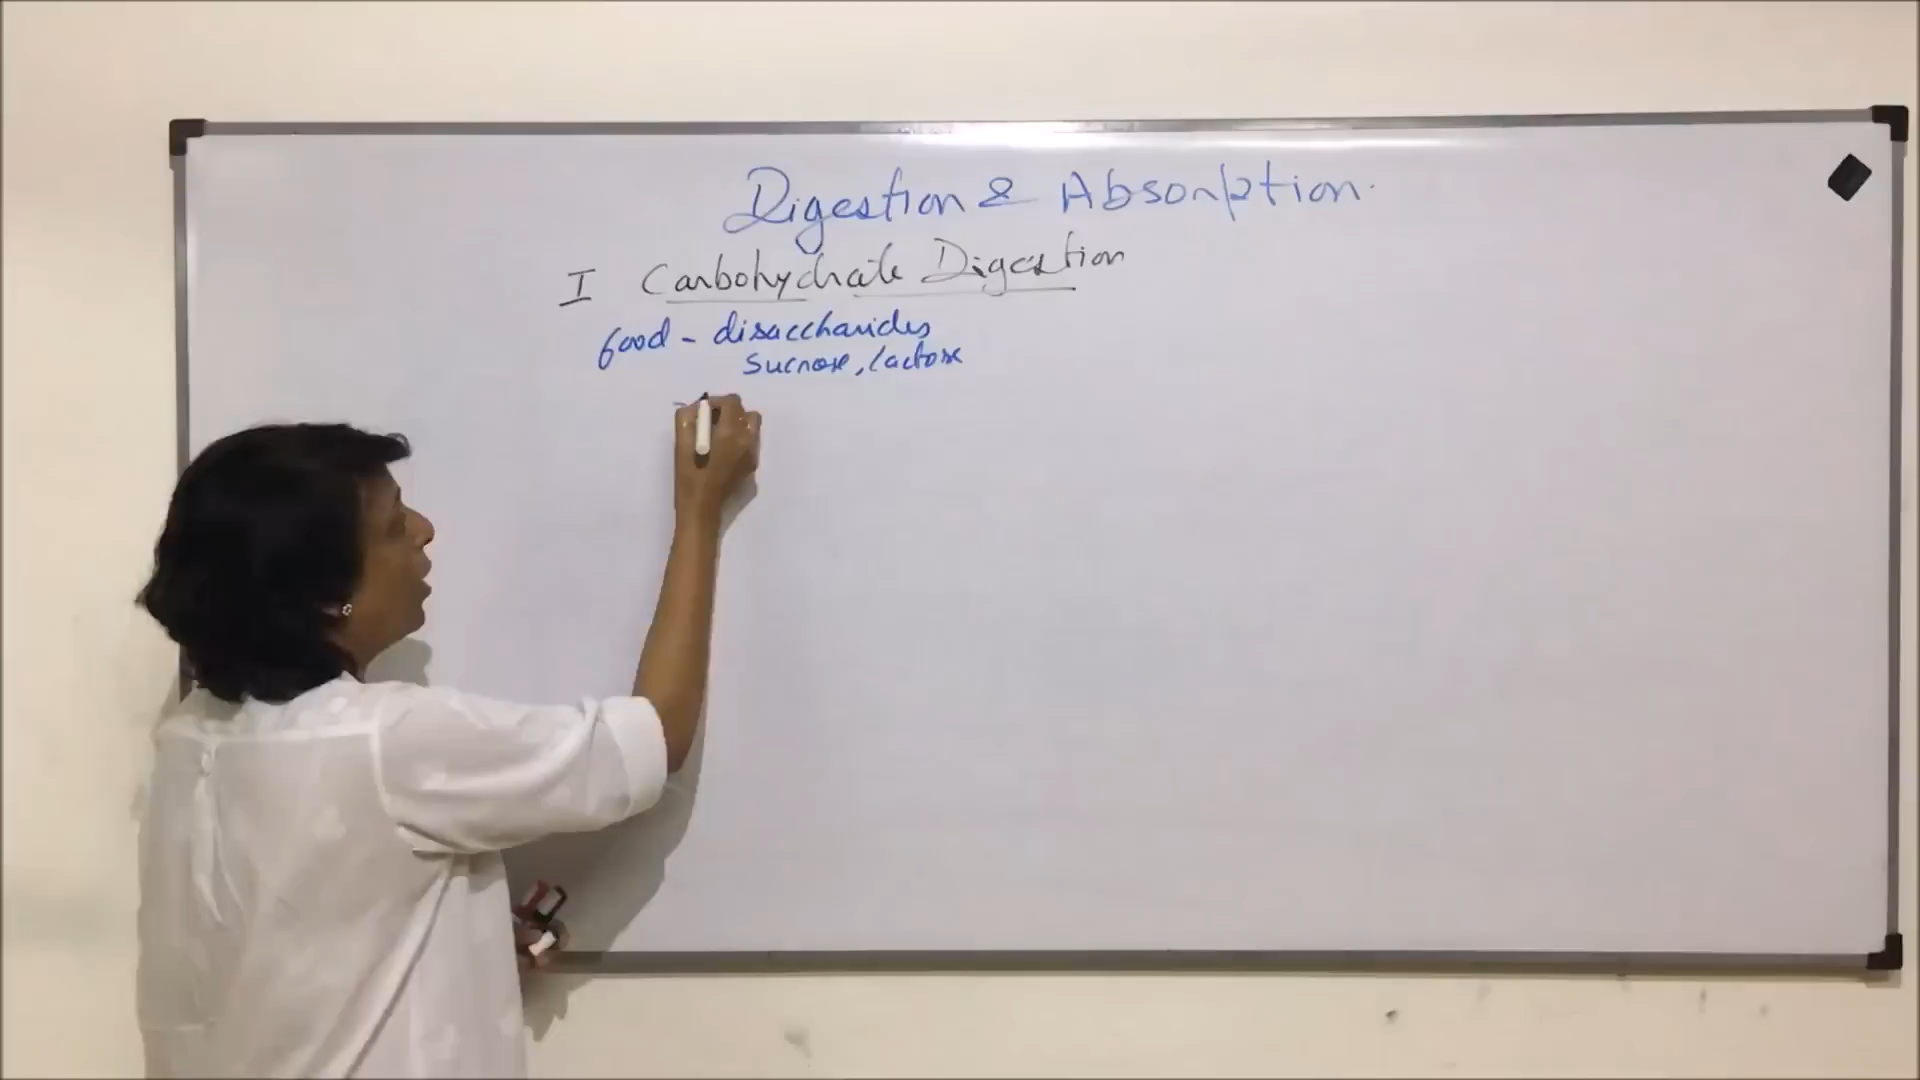 Digestion & Absorption.
I Carbohydrate Digestion
food - disaccharides
sucrose, lactose